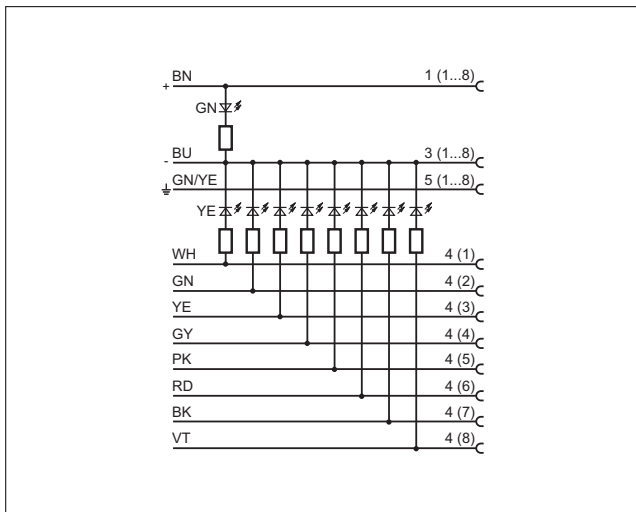 BN 1 (1...8)
+
GN
BU 3 (1...8)
-
GN/YE 5 (1...8)
YE
WH 4 (1)
GN 4 (2)
YE 4 (3)
GY 4 (4)
PK 4 (5)
RD 4 (6)
BK 4 (7)
VT 4 (8)